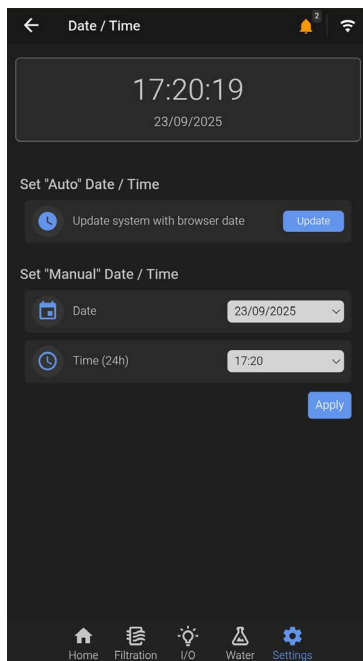 Date / Time
2
17:20:19
23/09/2025
Set "Auto" Date / Time
Update system with browser date
Update
Set "Manual" Date / Time
Date
23/09/2025
Time (24h)
17:20
Apply
Home Filtration I/O Water Settings